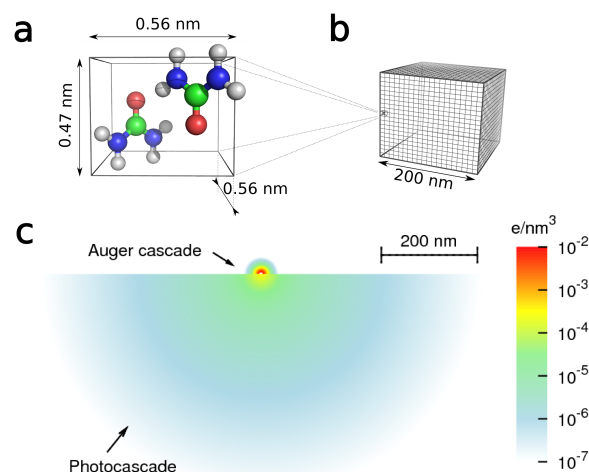 a
0.56 nm
0.47 nm
0.56 nm
b
200 nm
c
Auger cascade
200 nm
e/nm³
10⁻²
10⁻³
10⁻⁴
10⁻⁵
10⁻⁶
10⁻⁷
Photocascade